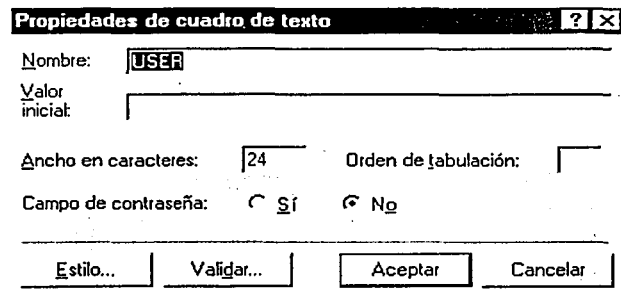 Propiedades de cuadro de texto ? ×
Nombre: USER
Valor
inicial:
Ancho en caracteres: 24 Orden de tabulación:
Campo de contraseña: Sí No
Estilo... Validar... Aceptar Cancelar